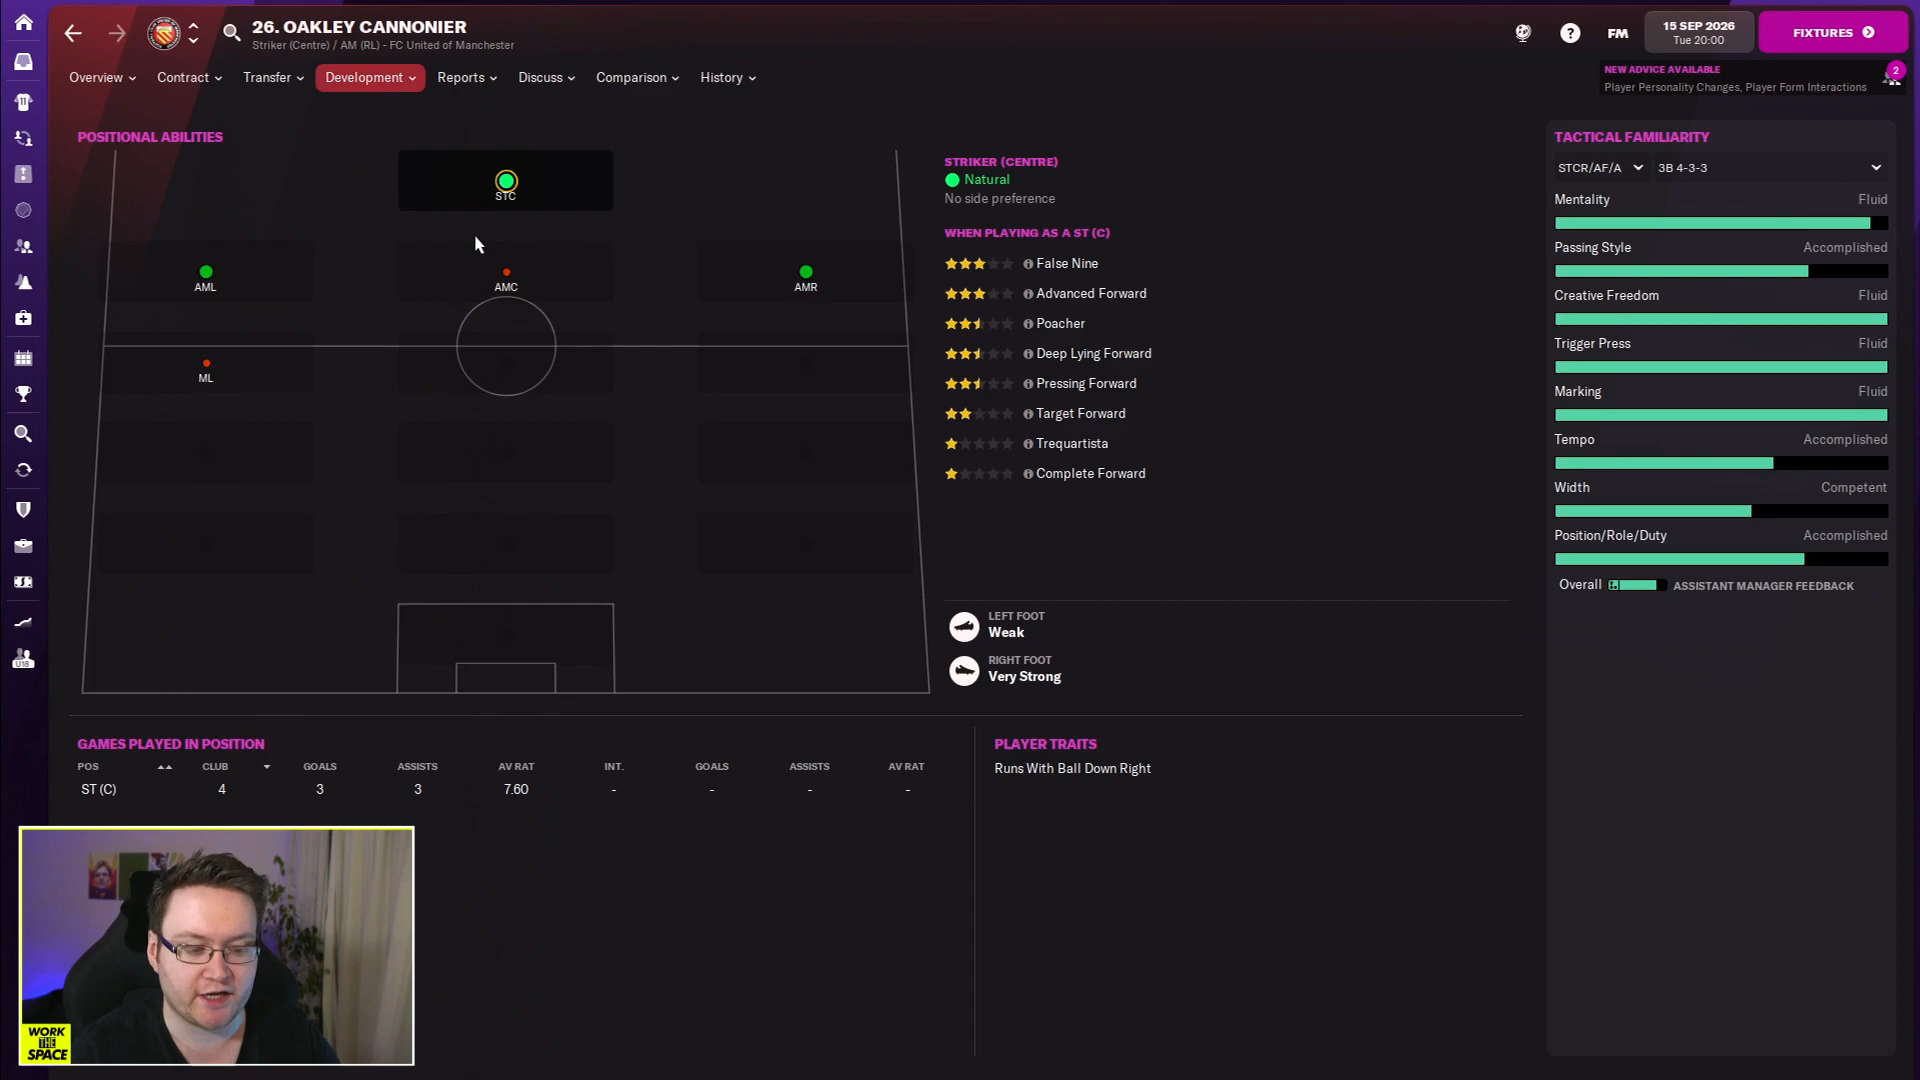 26. OAKLEY CANNONIER
Striker (Centre) / AM (RL) - FC United of Manchester
FM
15 SEP 2026
Tue 20:00
FIXTURES
Overview
Contract
Transfer
Development
Reports
Discuss
Comparison
History
NEW ADVICE AVAILABLE
Player Personality Changes, Player Form Interactions
2
POSITIONAL ABILITIES
STC
AML
AMC
AMR
ML
STRIKER (CENTRE)
Natural
No side preference
WHEN PLAYING AS A ST (C)
False Nine
Advanced Forward
Poacher
Deep Lying Forward
Pressing Forward
Target Forward
Trequartista
Complete Forward
LEFT FOOT
Weak
RIGHT FOOT
Very Strong
TACTICAL FAMILIARITY
STCR/AF/A 3B 4-3-3
Mentality Fluid
Passing Style Accomplished
Creative Freedom Fluid
Trigger Press Fluid
Marking Fluid
Tempo Accomplished
Width Competent
Position/Role/Duty Accomplished
Overall ASSISTANT MANAGER FEEDBACK
GAMES PLAYED IN POSITION
POS CLUB GOALS ASSISTS AV RAT INT. GOALS ASSISTS AV RAT
ST (C) 4 3 3 7.60 - - - -
PLAYER TRAITS
Runs With Ball Down Right
U18
WORK
THE
SPACE